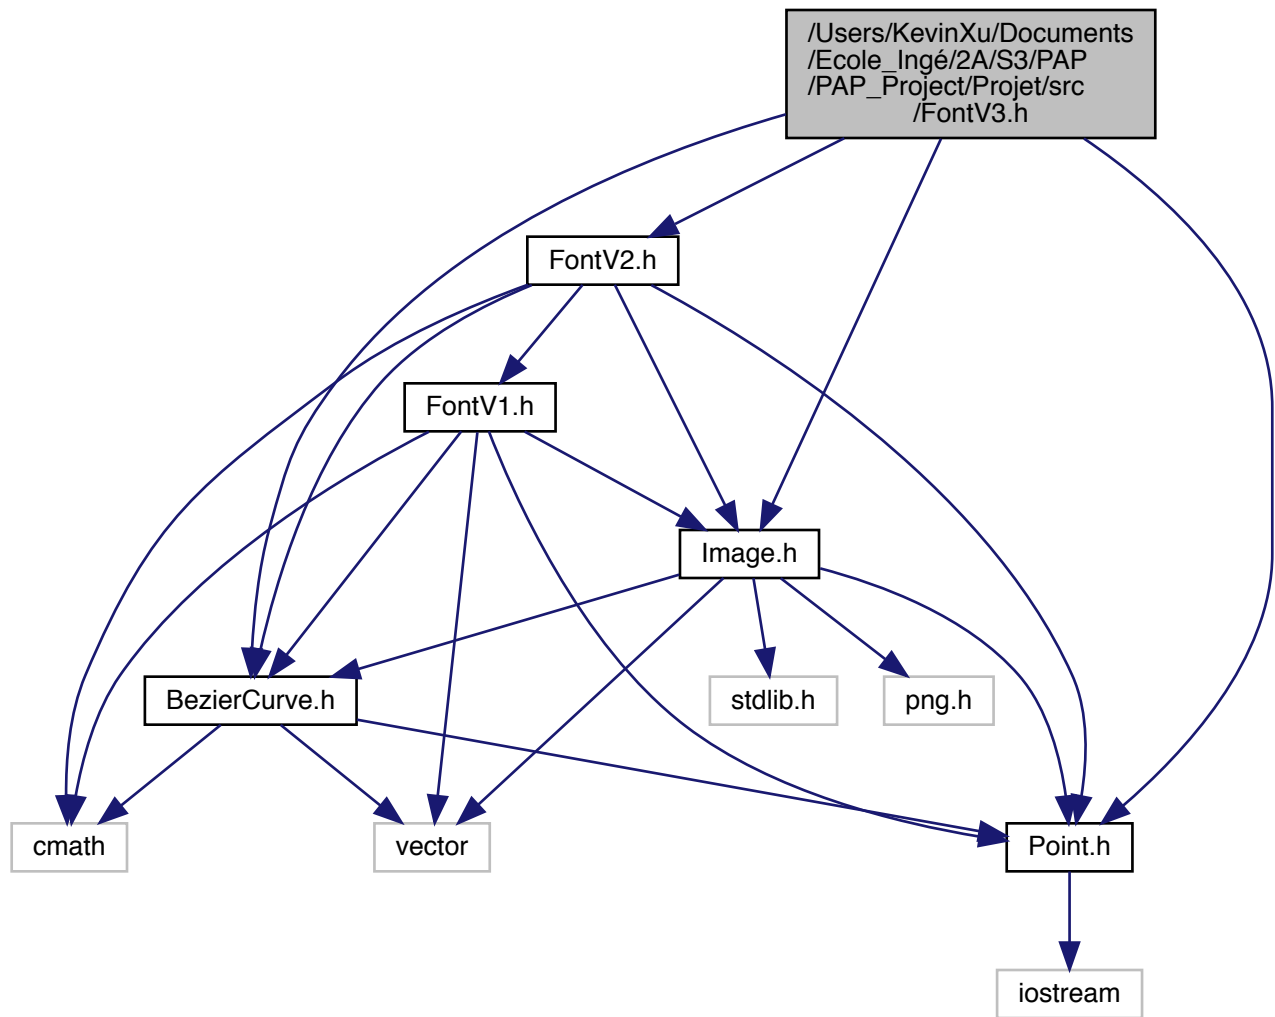 /Users/KevinXu/Documents
/Ecole_Ingé/2A/S3/PAP
/PAP_Project/Projet/src
/FontV3.h
FontV2.h
FontV1.h
Image.h
BezierCurve.h
stdlib.h
png.h
cmath
vector
Point.h
iostream